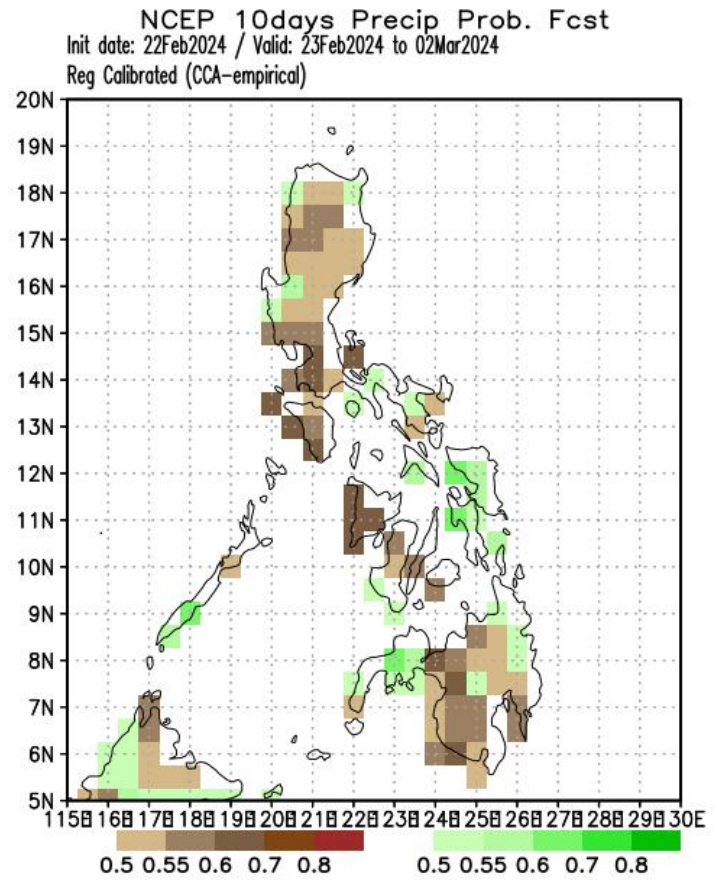 NCEP 10days Precip Prob. Fcst
Init date: 22Feb2024 / Valid: 23Feb2024 to 02Mar2024
Reg Calibrated (CCA-empirical)
20N
19N
18N
17N
16N
15N
14N
13N
12N
11N
10N
9N
8N
7N
6N
5N
115E 116E 117E 118E 119E 120E 121E 122E 123E 124E 125E 126E 127E 128E 129E 130E
0.5 0.55 0.6 0.7 0.8 0.5 0.55 0.6 0.7 0.8